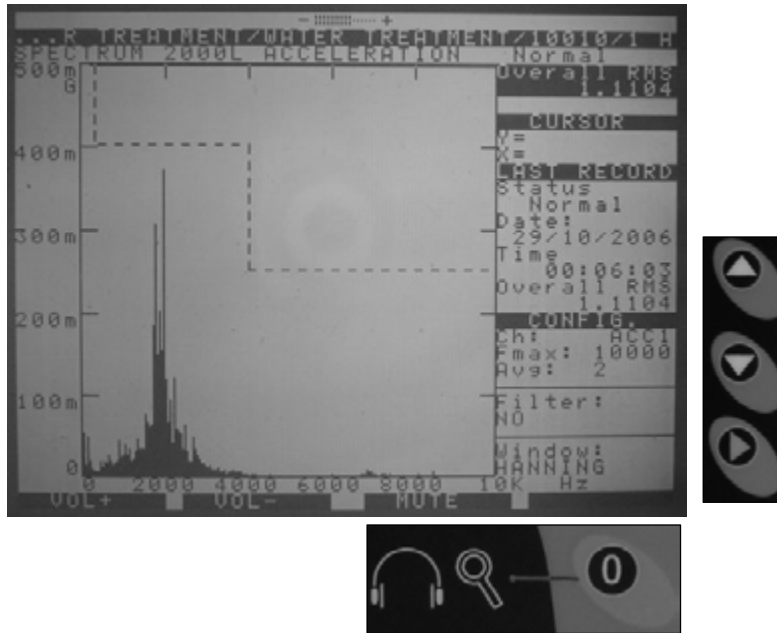 ...R TREATMENT/WATER TREATMENT/10010/1 H
SPECTRUM 2000L ACCELERATION Normal
500m
G
400m
300m
200m
100m
0
0 2000 4000 6000 8000 10K Hz
Overall RMS
1.1104
CURSOR
Y=
X=
LAST RECORD
Status
Normal
Date:
29/10/2006
Time
00:06:03
Overall RMS
1.1104
CONFIG.
Ch: ACC1
Fmax: 10000
Avg: 2
Filter:
NO
Window:
HANNING
VOL+ VOL- MUTE
0